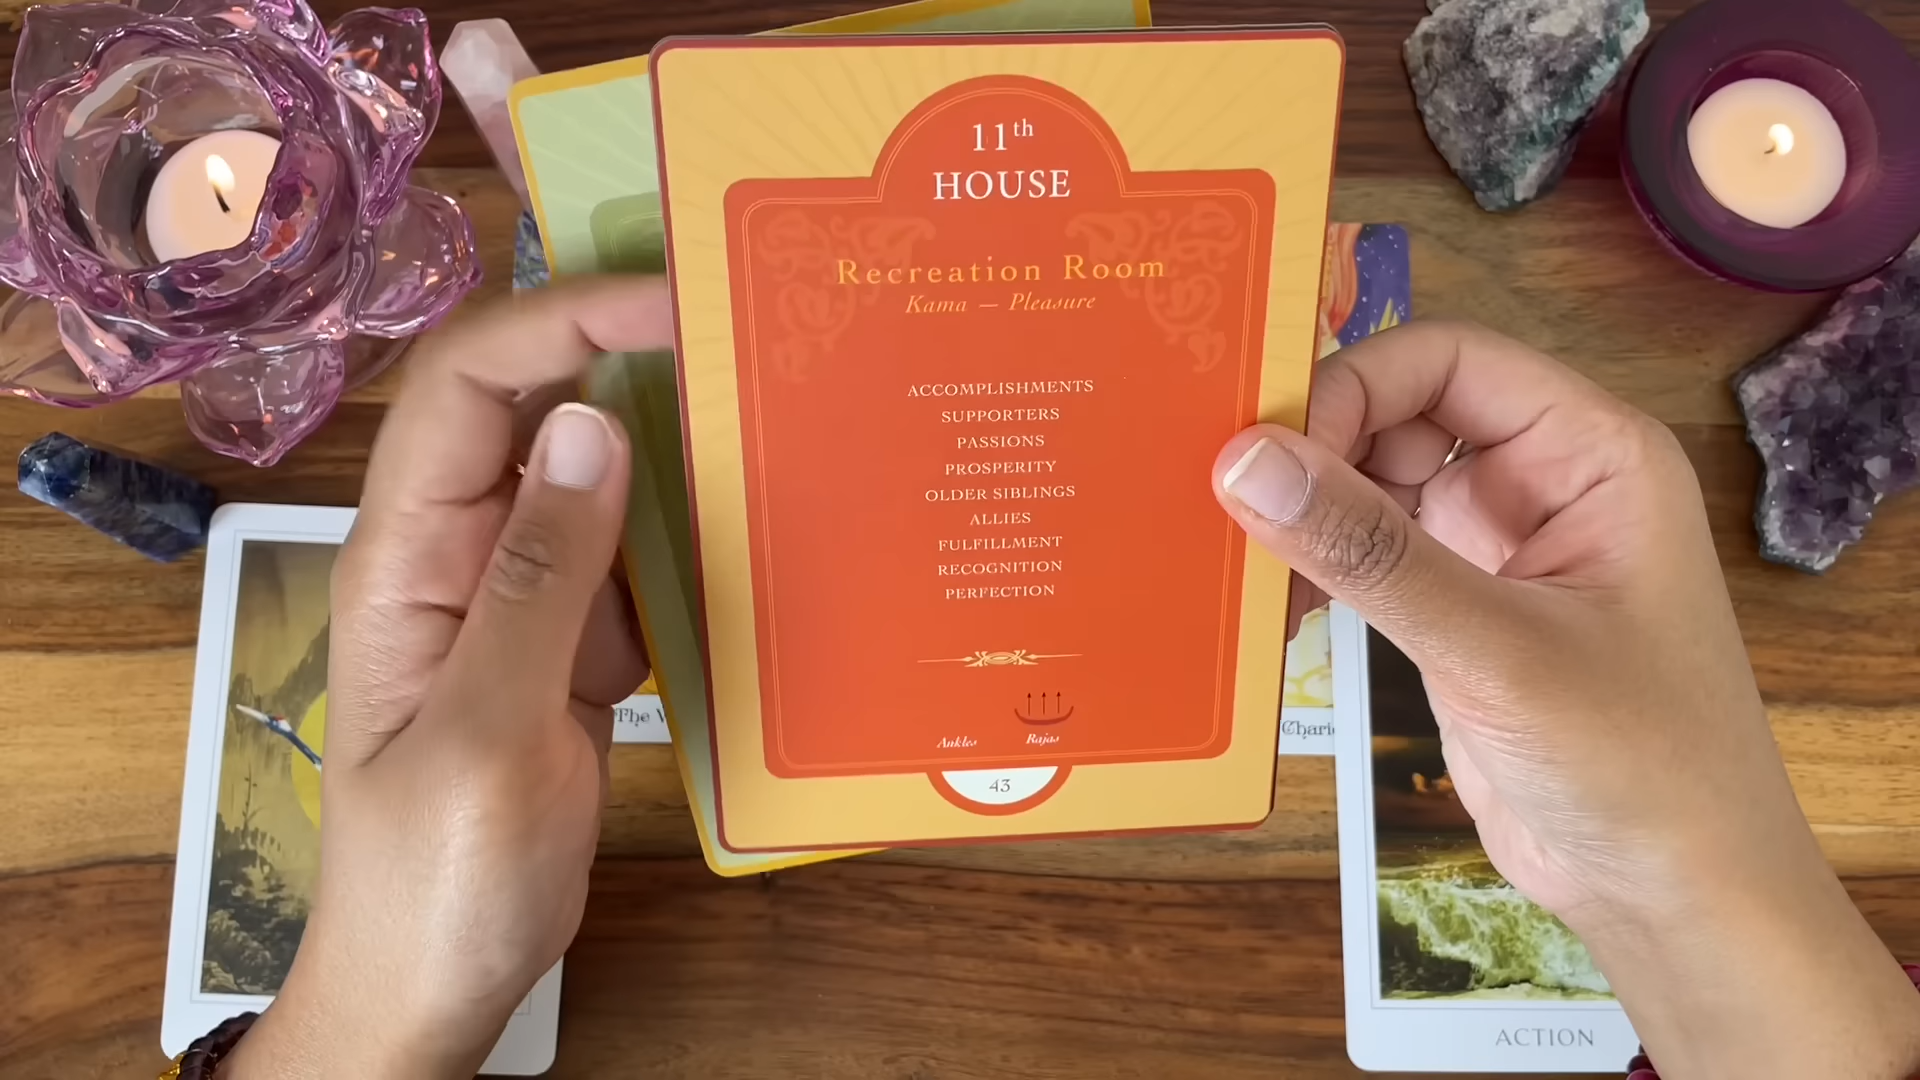 11th
HOUSE
Recreation Room
Kama — Pleasure
ACCOMPLISHMENTS
SUPPORTERS
PASSIONS
PROSPERITY
OLDER SIBLINGS
ALLIES
FULFILLMENT
RECOGNITION
PERFECTION
Ankles
Rajas
43
The
ACTION